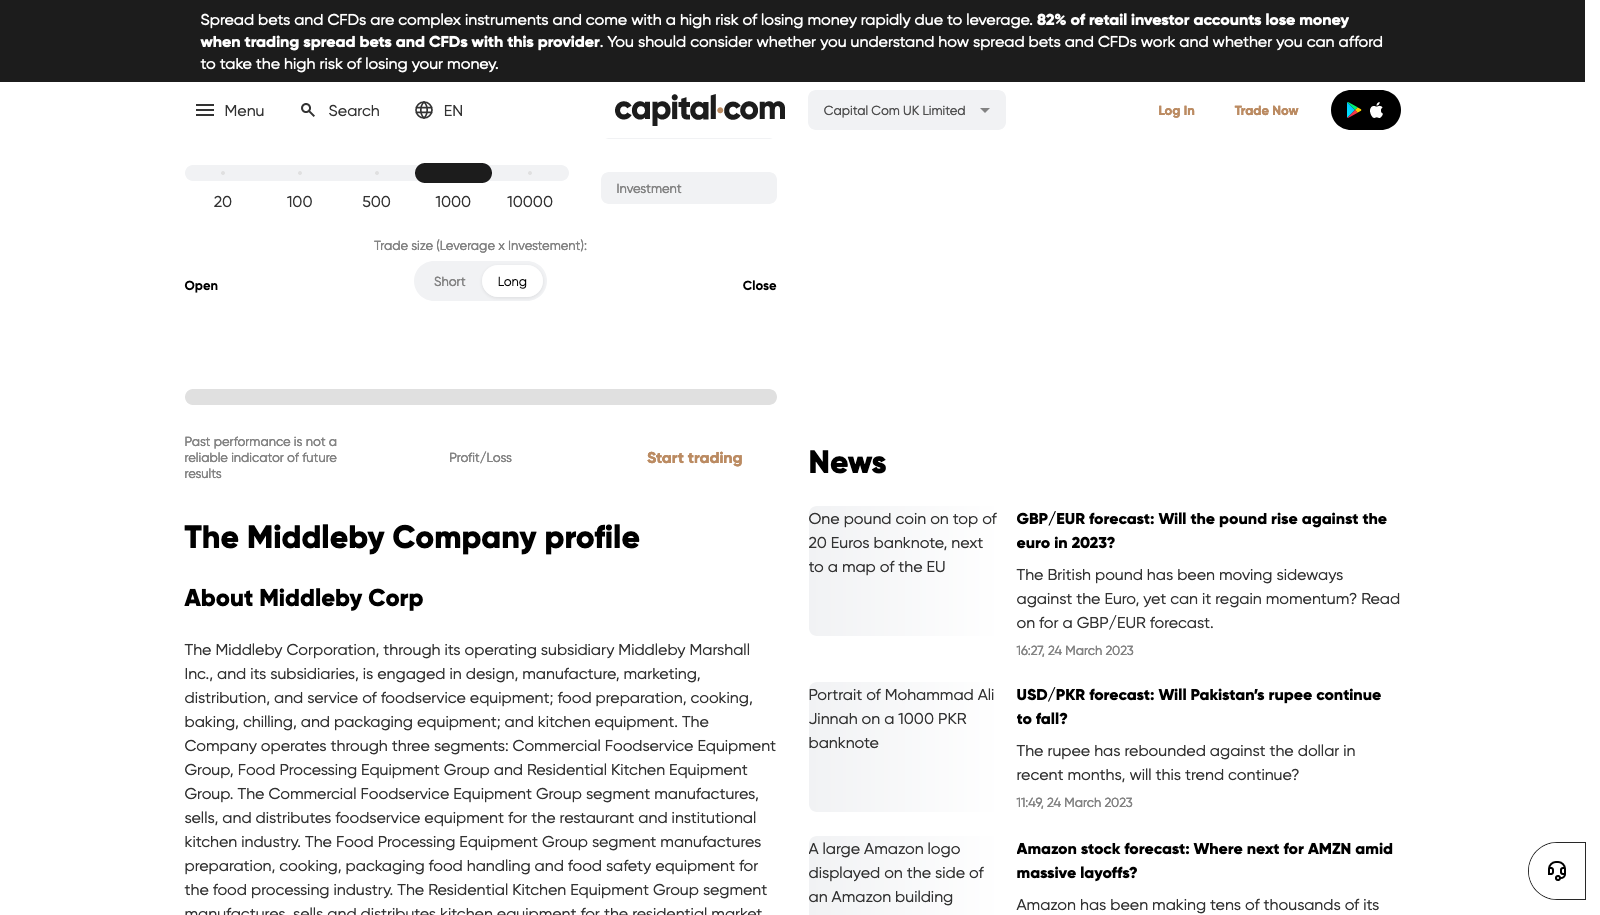 Spread bets and CFDs are complex instruments and come with a high risk of losing money rapidly due to leverage. 82% of retail investor accounts lose money
when trading spread bets and CFDs with this provider. You should consider whether you understand how spread bets and CFDs work and whether you can afford
to take the high risk of losing your money.
Menu Search EN capital.com Capital Com UK Limited Log In Trade Now
20 100 500 1000 10000
Investment
Trade size (Leverage x Investement):
Open Short Long Close
Past performance is not a
reliable indicator of future
results
Profit/Loss
Start trading
The Middleby Company profile
About Middleby Corp
The Middleby Corporation, through its operating subsidiary Middleby Marshall
Inc., and its subsidiaries, is engaged in design, manufacture, marketing,
distribution, and service of foodservice equipment; food preparation, cooking,
baking, chilling, and packaging equipment; and kitchen equipment. The
Company operates through three segments: Commercial Foodservice Equipment
Group, Food Processing Equipment Group and Residential Kitchen Equipment
Group. The Commercial Foodservice Equipment Group segment manufactures,
sells, and distributes foodservice equipment for the restaurant and institutional
kitchen industry. The Food Processing Equipment Group segment manufactures
preparation, cooking, packaging food handling and food safety equipment for
the food processing industry. The Residential Kitchen Equipment Group segment
manufactures, sells and distributes kitchen equipment for the residential market.
News
One pound coin on top of
20 Euros banknote, next
to a map of the EU
GBP/EUR forecast: Will the pound rise against the
euro in 2023?
The British pound has been moving sideways
against the Euro, yet can it regain momentum? Read
on for a GBP/EUR forecast.
16:27, 24 March 2023
Portrait of Mohammad Ali
Jinnah on a 1000 PKR
banknote
USD/PKR forecast: Will Pakistan's rupee continue
to fall?
The rupee has rebounded against the dollar in
recent months, will this trend continue?
11:49, 24 March 2023
A large Amazon logo
displayed on the side of
an Amazon building
Amazon stock forecast: Where next for AMZN amid
massive layoffs?
Amazon has been making tens of thousands of its